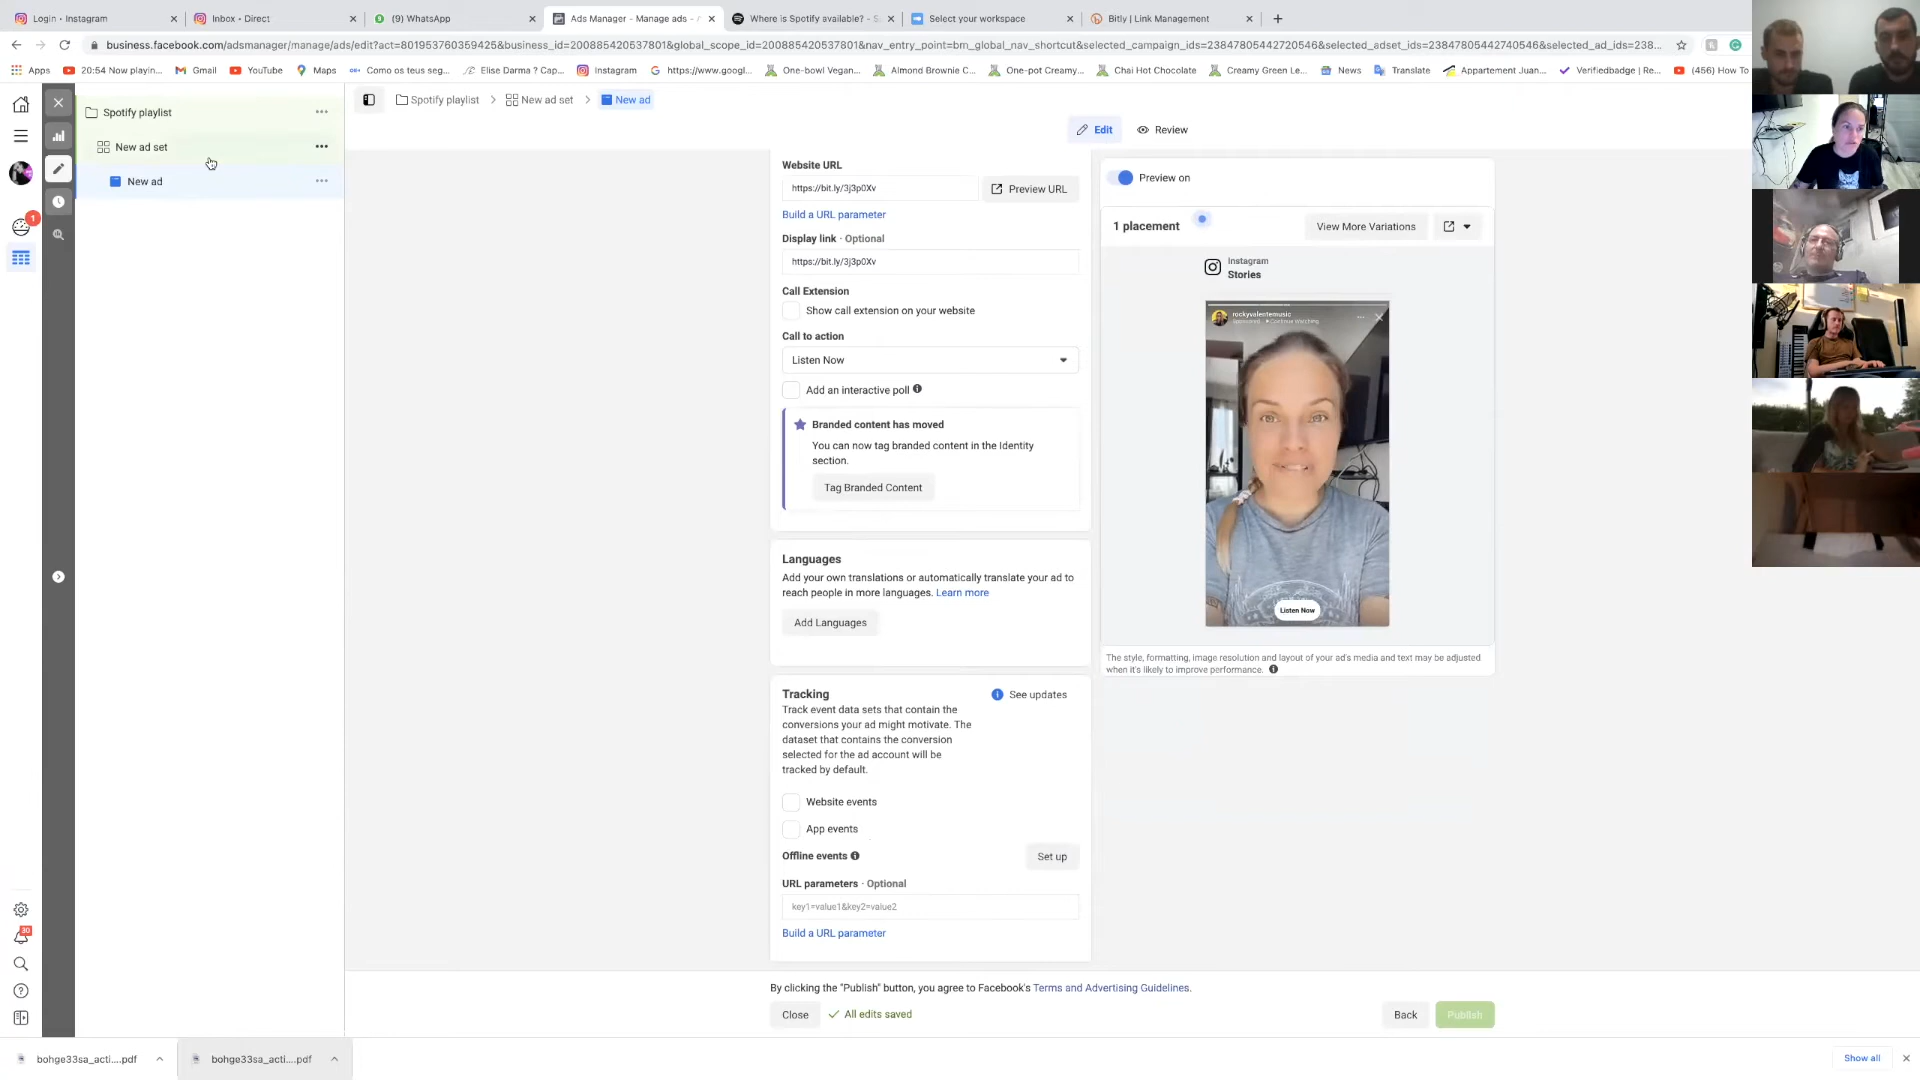 Login • Instagram
Inbox • Direct
(9) WhatsApp
Ads Manager - Manage ads - A
Where is Spotify available? - S
Select your workspace
Bitly | Link Management
business.facebook.com/adsmanager/manage/ads/edit?act=801953760359425&business_id=200885420537801&global_scope_id=200885420537801&nav_entry_point=bm_global_nav_shortcut&selected_campaign_ids=23847805442720546&selected_adset_ids=23847805442740546&selected_ad_ids=238...
Apps
20:54 Now playin...
Gmail
YouTube
Maps
Como os teus seg...
Elise Darma ? Cap...
Instagram
https://www.googl...
One-bowl Vegan...
Almond Brownie C...
One-pot Creamy...
Chai Hot Chocolate
Creamy Green Le...
News
Translate
Appartement Juan...
Verifiedbadge | Re...
(456) How To
Spotify playlist
New ad set
New ad
1
30
Spotify playlist
New ad set
New ad
Edit
Review
Website URL
https://bit.ly/3j3p0Xv
Preview URL
Build a URL parameter
Display link · Optional
https://bit.ly/3j3p0Xv
Call Extension
Show call extension on your website
Call to action
Listen Now
Add an interactive poll
Branded content has moved
You can now tag branded content in the Identity
section.
Tag Branded Content
Languages
Add your own translations or automatically translate your ad to
reach people in more languages. Learn more
Add Languages
Tracking
See updates
Track event data sets that contain the
conversions your ad might motivate. The
dataset that contains the conversion
selected for the ad account will be
tracked by default.
Website events
App events
Offline events
Set up
URL parameters · Optional
key1=value1&key2=value2
Build a URL parameter
Preview on
1 placement
View More Variations
Instagram
Stories
rockyvalentemusic
Sponsored · Continue Watching
Listen Now
The style, formatting, image resolution and layout of your ad's media and text may be adjusted
when it's likely to improve performance.
By clicking the "Publish" button, you agree to Facebook's Terms and Advertising Guidelines.
Close
All edits saved
Back
Publish
bohge33sa_acti....pdf
bohge33sa_acti....pdf
Show all